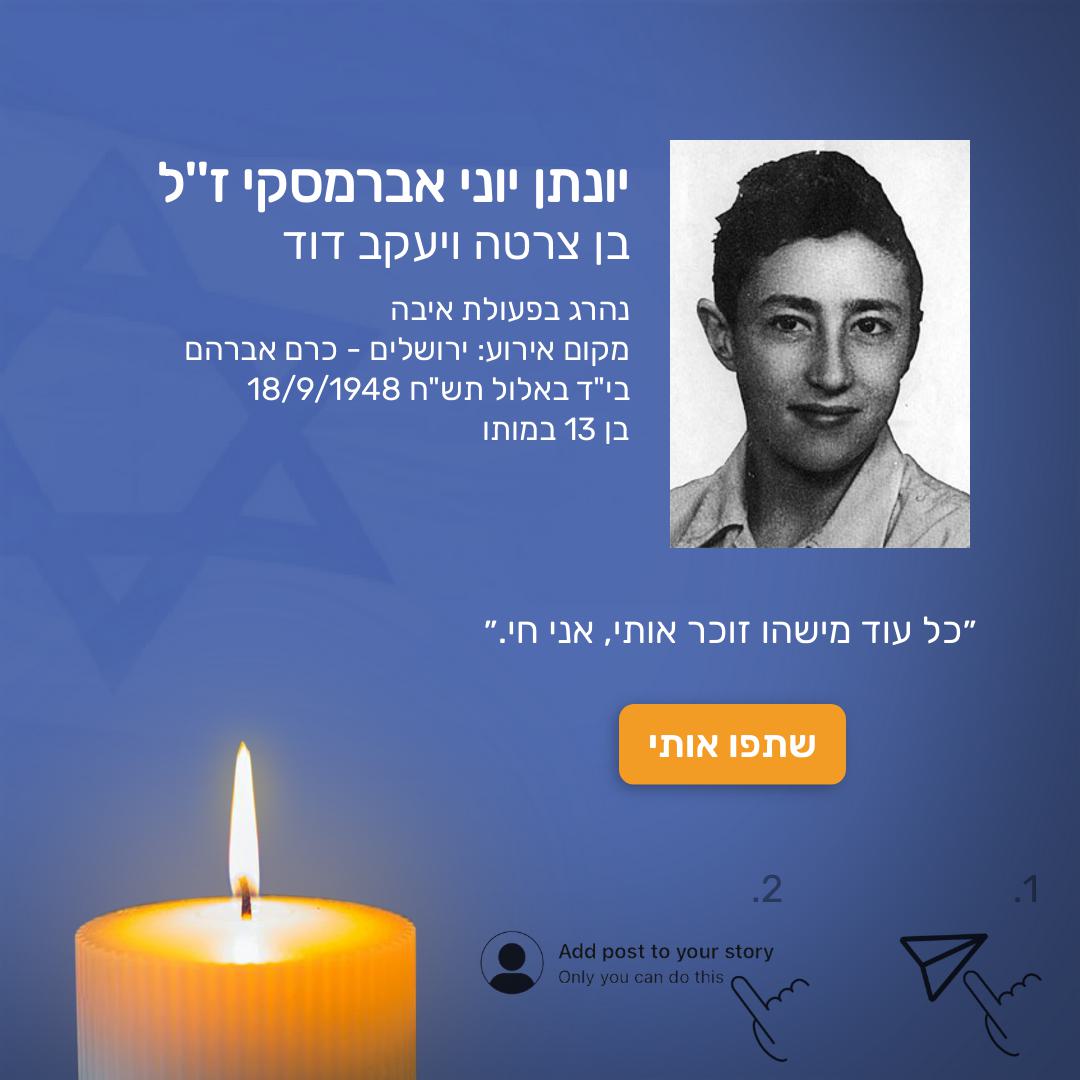 יונתן יוני אברמסקי ז"ל
בן צרטה ויעקב דוד
נהרג בפעולת איבה
מקום אירוע: ירושלים - כרם אברהם
בי"ד באלול תש"ח 18/9/1948
בן 13 במותו
״כל עוד מישהו זוכר אותי, אני חי.״
שתפו אותי
1.
2.
Add post to your story
Only you can do this